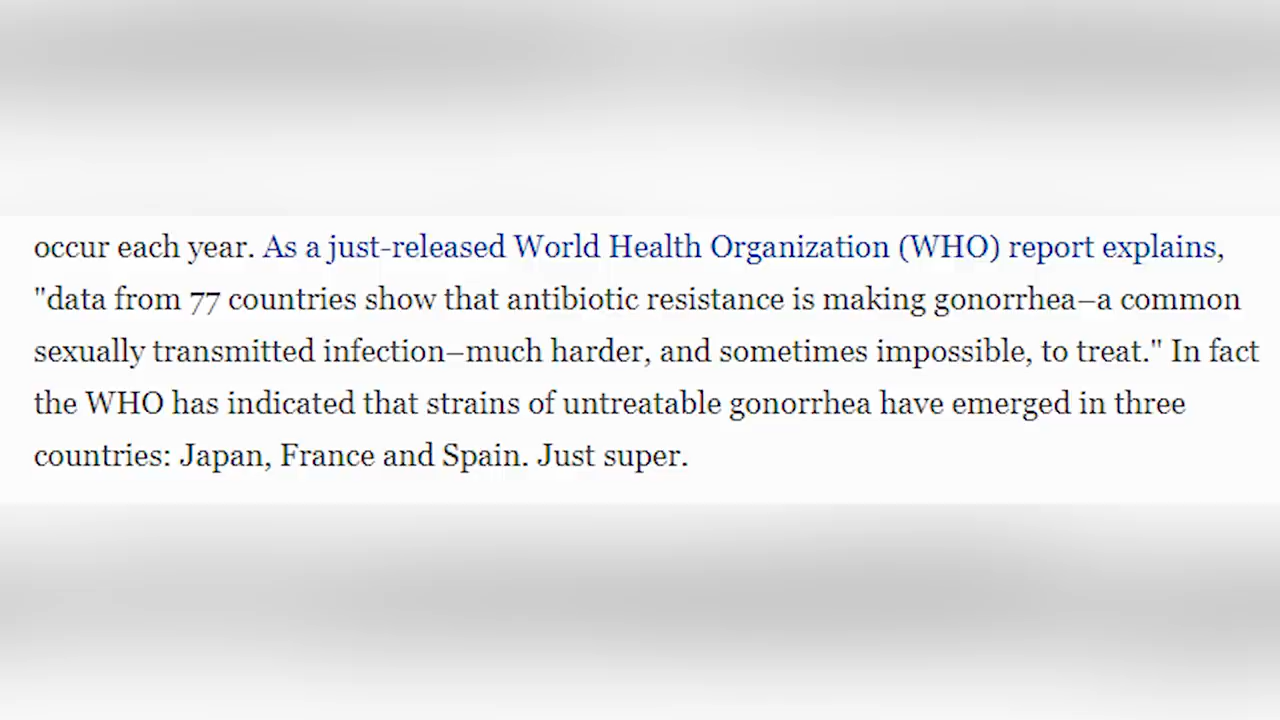 occur each year. As a just-released World Health Organization (WHO) report explains,
"data from 77 countries show that antibiotic resistance is making gonorrhea–a common
sexually transmitted infection–much harder, and sometimes impossible, to treat." In fact
the WHO has indicated that strains of untreatable gonorrhea have emerged in three
countries: Japan, France and Spain. Just super.